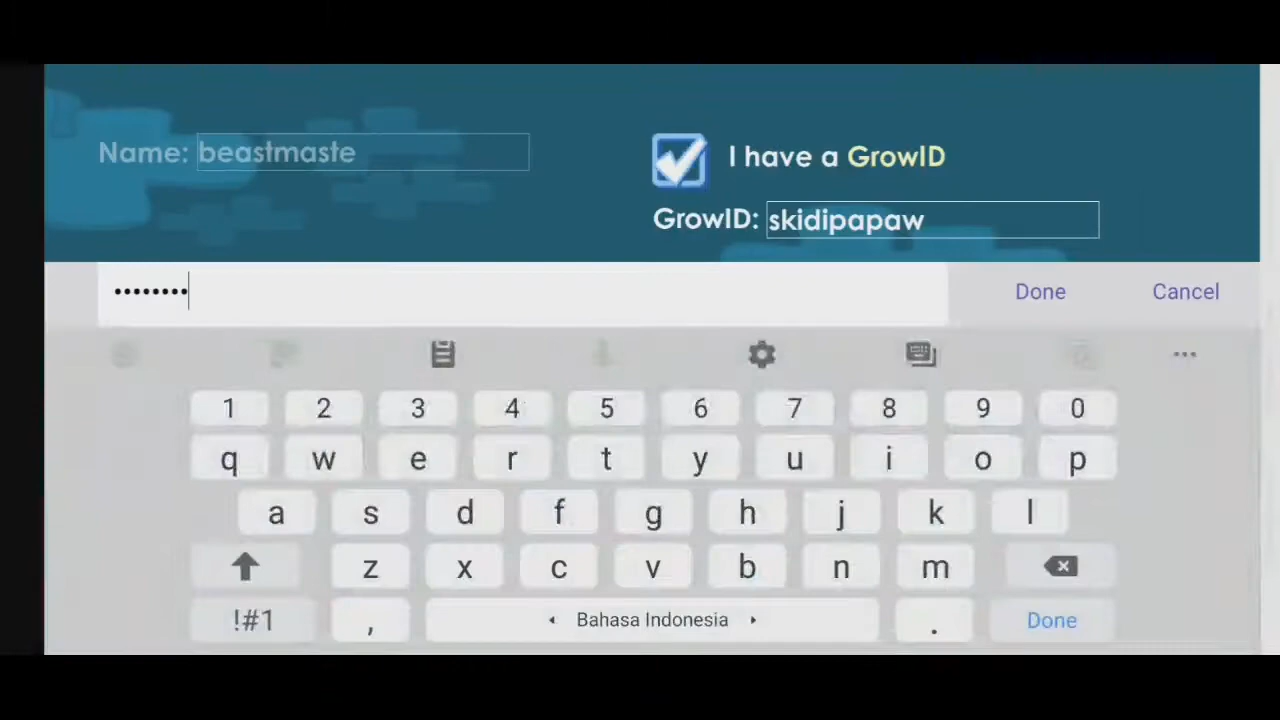 Name: beastmaste
I have a GrowID
GrowID: skidipapaw
••••••••
Done
Cancel
1 2 3 4 5 6 7 8 9 0
q w e r t y u i o p
a s d f g h j k l
z x c v b n m
!#1 , Bahasa Indonesia . Done